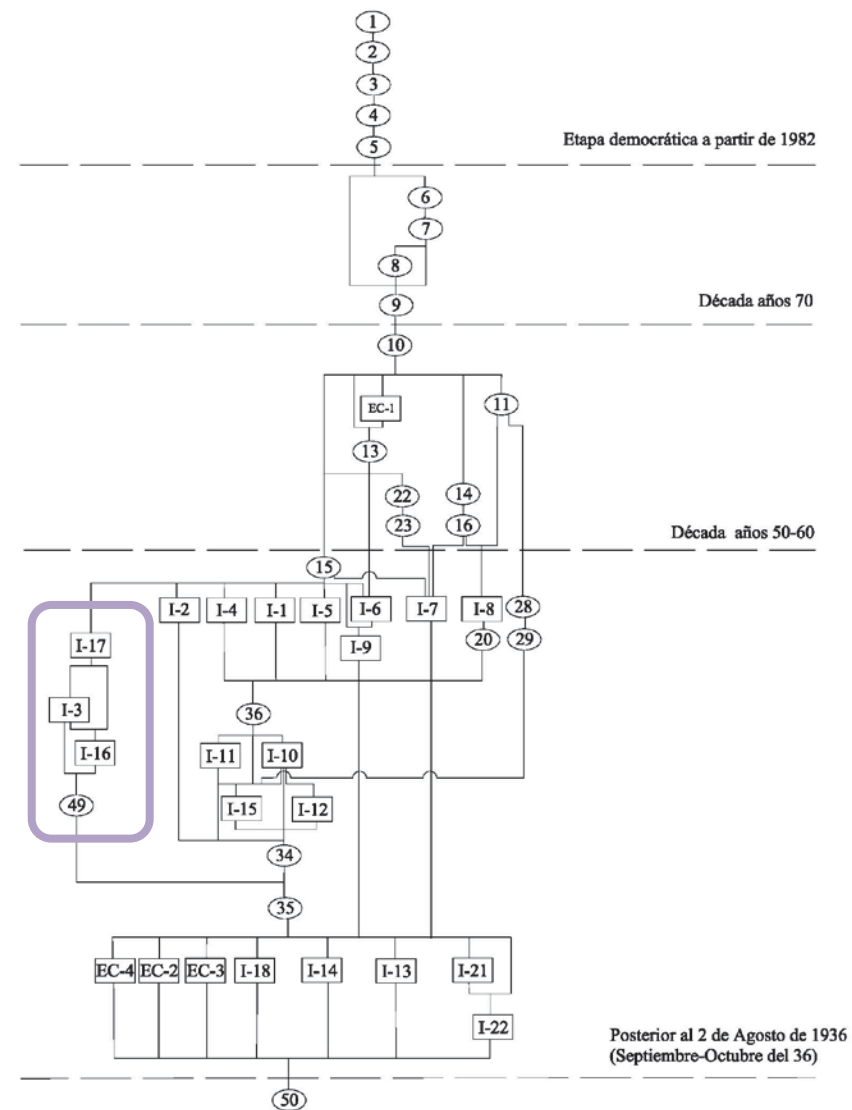 1
2
3
4
5
Etapa democrática a partir de 1982
6
7
8
9
Década años 70
10
EC-1
11
13
22
14
23
16
Década años 50-60
15
I-2
I-4
I-1
I-5
I-6
I-7
I-8
28
I-17
I-9
20
29
I-3
36
I-16
I-11
I-10
49
I-15
I-12
34
35
EC-4
EC-2
EC-3
I-18
I-14
I-13
I-21
I-22
Posterior al 2 de Agosto de 1936
(Septiembre-Octubre del 36)
50